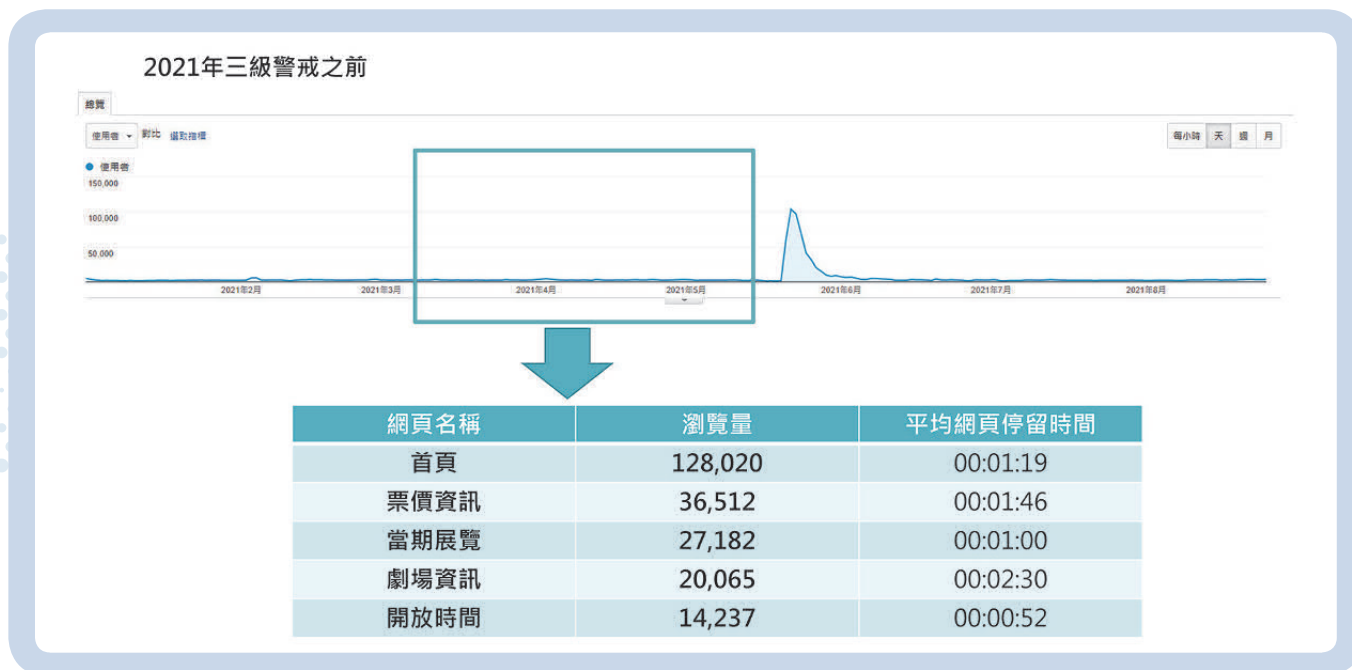 2021年三級警戒之前
總覽
使用者 對比 選取指標
每小時 天 週 月
使用者
150,000
100,000
50,000
2021年2月 2021年3月 2021年4月 2021年5月 2021年6月 2021年7月 2021年8月
網頁名稱 瀏覽量 平均網頁停留時間
首頁 128,020 00:01:19
票價資訊 36,512 00:01:46
當期展覽 27,182 00:01:00
劇場資訊 20,065 00:02:30
開放時間 14,237 00:00:52